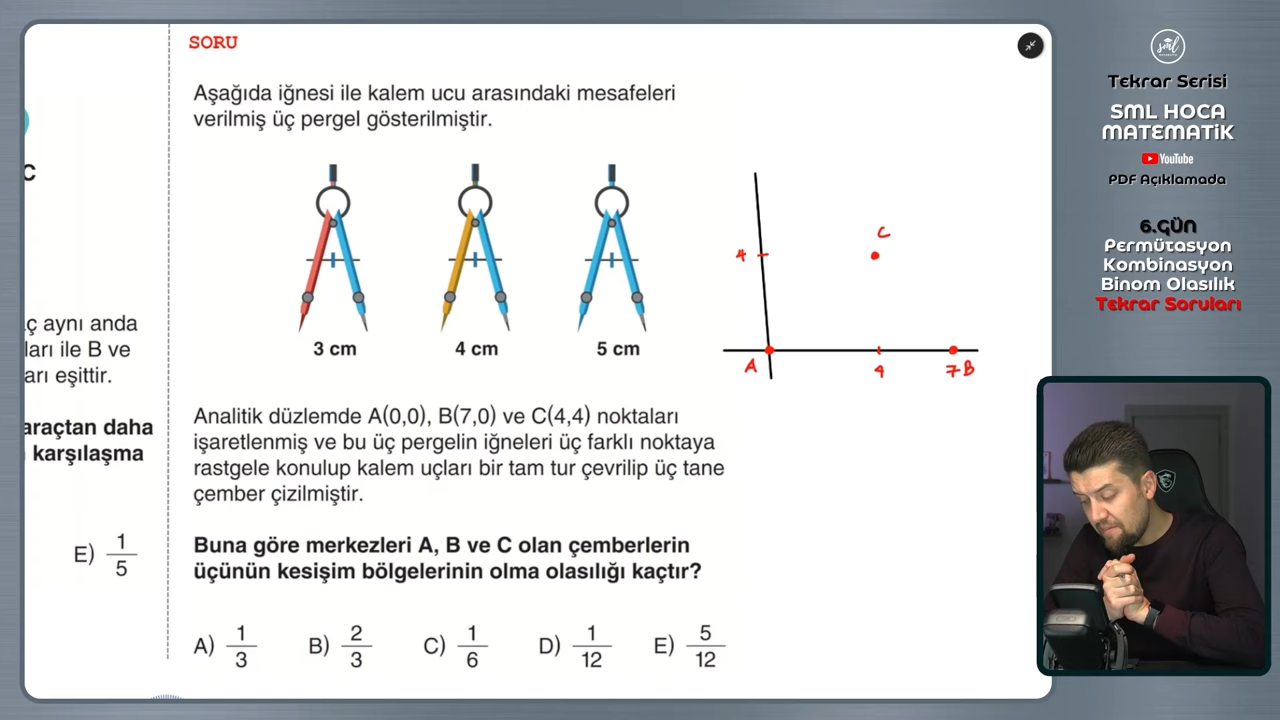 SORU
Aşağıda iğnesi ile kalem ucu arasındaki mesafeleri
verilmiş üç pergel gösterilmiştir.
3 cm
4 cm
5 cm
4
C
A
4
7B
Analitik düzlemde A(0,0), B(7,0) ve C(4,4) noktaları
işaretlenmiş ve bu üç pergelin iğneleri üç farklı noktaya
rastgele konulup kalem uçları bir tam tur çevrilip üç tane
çember çizilmiştir.
Buna göre merkezleri A, B ve C olan çemberlerin
üçünün kesişim bölgelerinin olma olasılığı kaçtır?
A) 1/3 B) 2/3 C) 1/6 D) 1/12 E) 5/12
C
ç aynı anda
ları ile B ve
arı eşittir.
araçtan daha
karşılaşma
E) 1/5
sml
Tekrar Serisi
SML HOCA
MATEMATİK
YouTube
PDF Açıklamada
6.GÜN
Permütasyon
Kombinasyon
Binom Olasılık
Tekrar Soruları